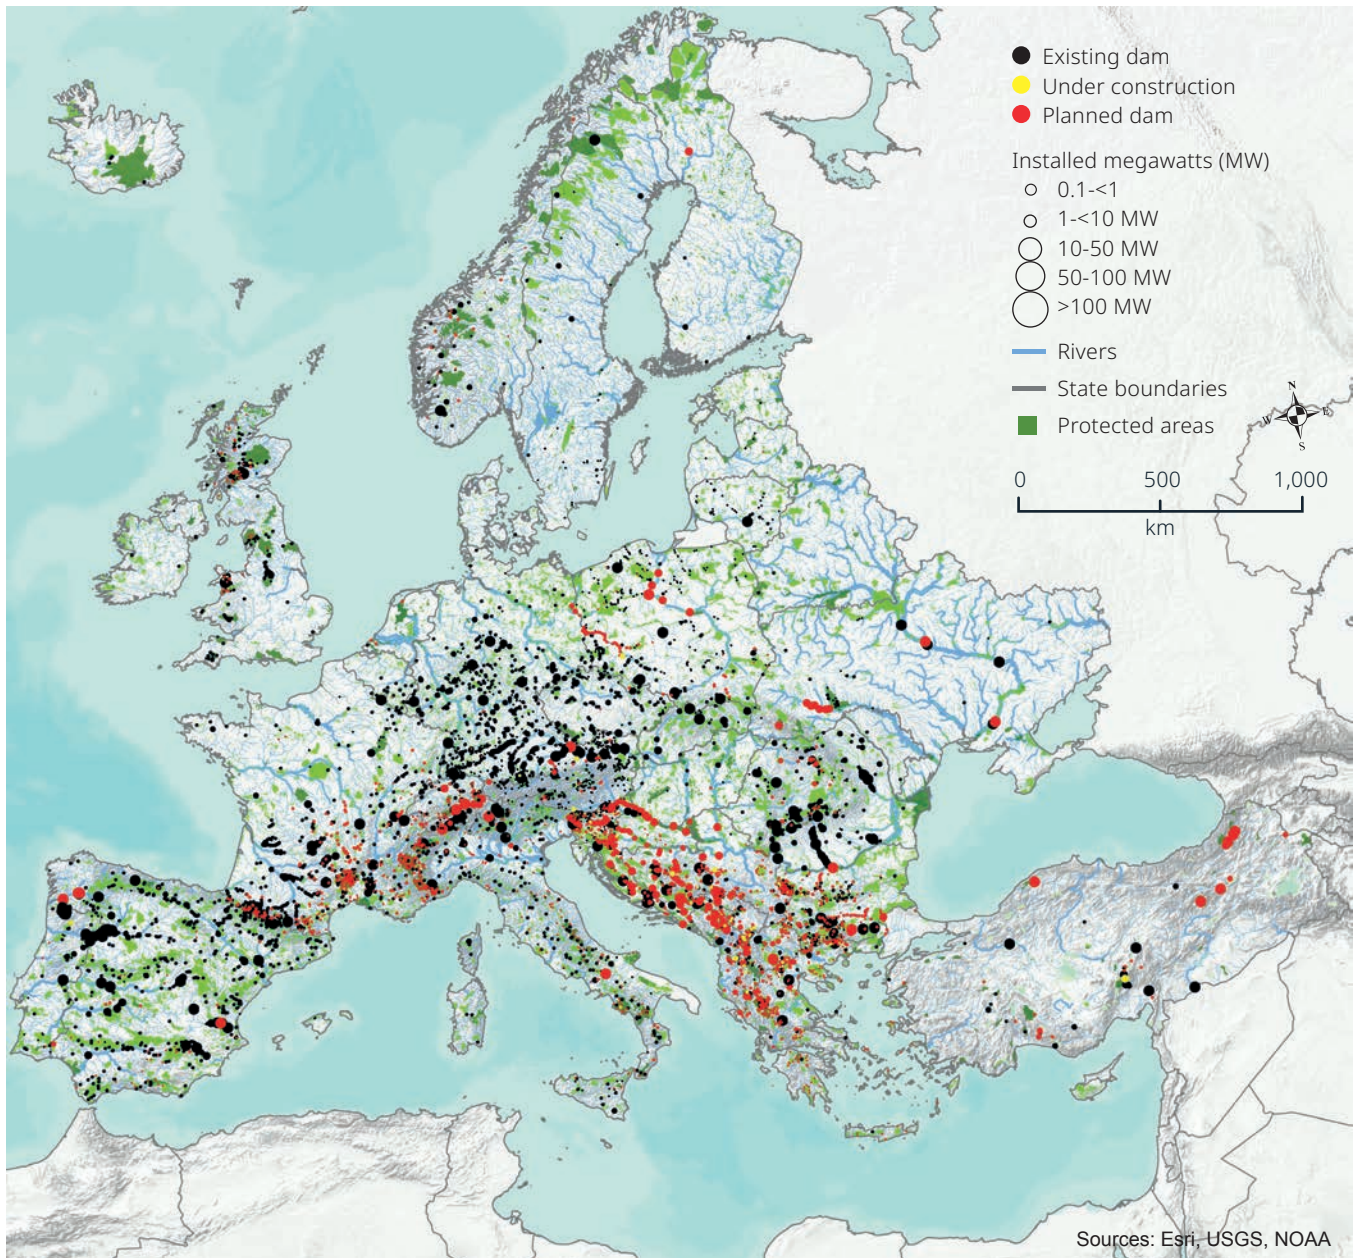 Existing dam
Under construction
Planned dam
Installed megawatts (MW)
0.1-<1
1-<10 MW
10-50 MW
50-100 MW
>100 MW
Rivers
State boundaries
Protected areas
N
W E
S
0 500 1,000
km
Sources: Esri, USGS, NOAA